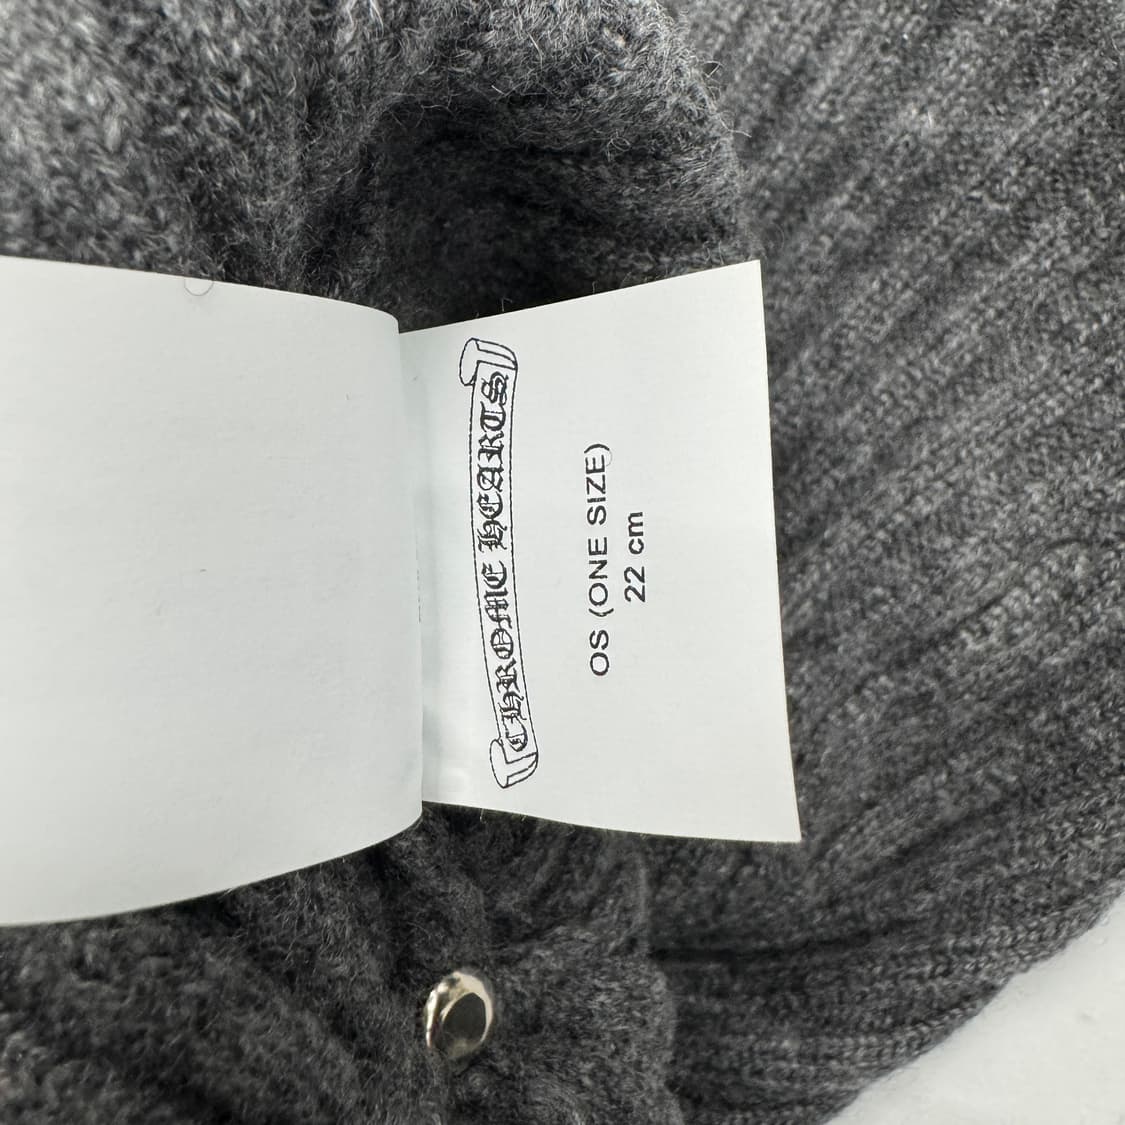 CHROME HEARTS
OS (ONE SIZE)
22 cm